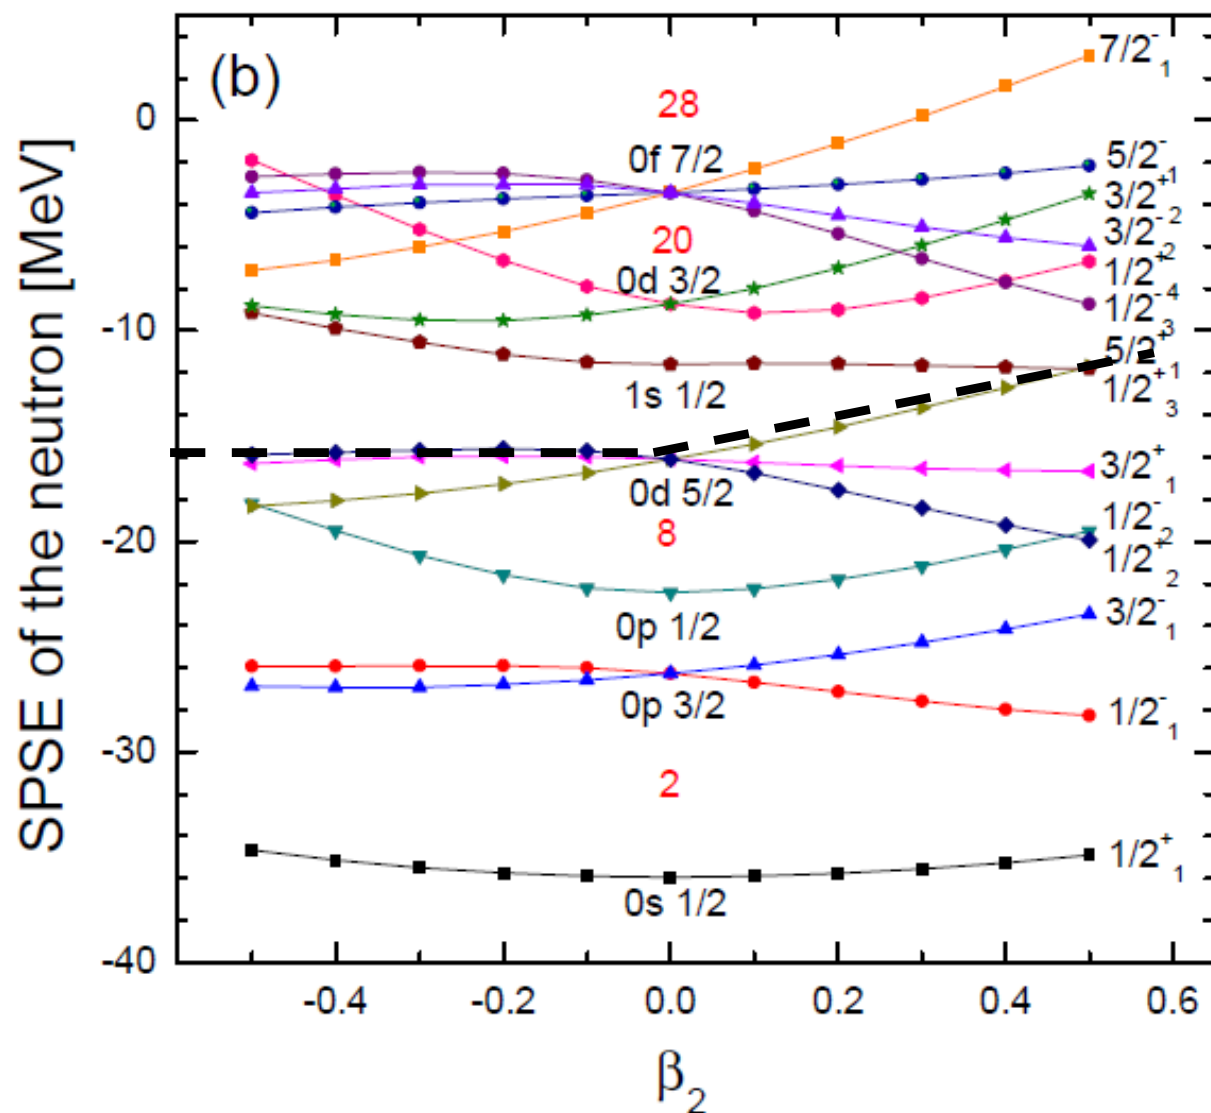 (b)
SPSE of the neutron [MeV]
0
-10
-20
-30
-40
28
0f 7/2
20
0d 3/2
1s 1/2
0d 5/2
8
0p 1/2
0p 3/2
2
0s 1/2
7/2⁻₁
5/2⁻₁
3/2⁺₂
3/2⁻₂
1/2⁺₄
1/2⁻₃
5/2⁺₁
1/2⁺₃
3/2⁺₁
1/2⁻₂
1/2⁺₂
3/2⁻₁
1/2⁻₁
1/2⁺₁
-0.4 -0.2 0.0 0.2 0.4 0.6
β₂